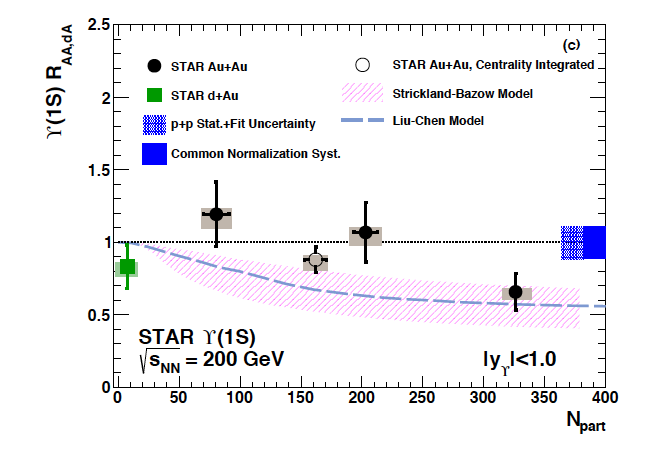 2.5
2
1.5
1
0.5
0
ϒ(1S) R_AA,dA
(c)
STAR Au+Au
STAR d+Au
p+p Stat.+Fit Uncertainty
Common Normalization Syst.
STAR Au+Au, Centrality Integrated
Strickland-Bazow Model
Liu-Chen Model
STAR ϒ(1S)
√s_NN = 200 GeV
|y_ϒ|<1.0
0 50 100 150 200 250 300 350 400
N_part